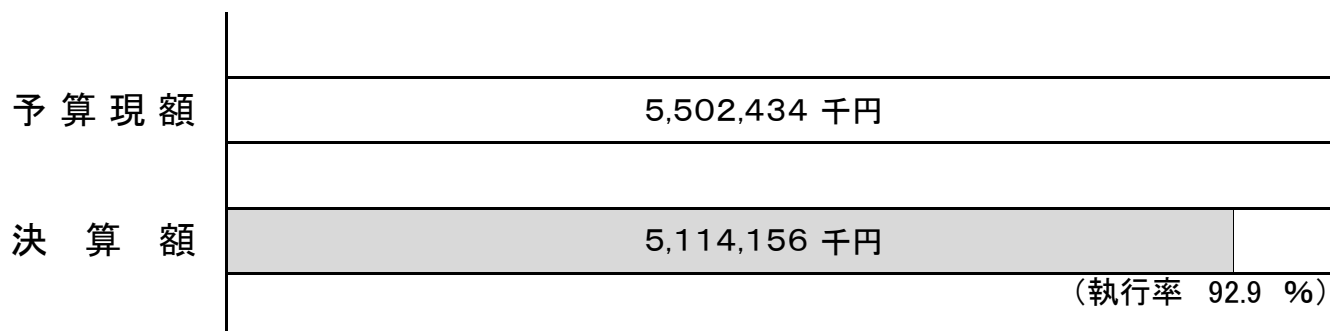 予算現額 5,502,434 千円
決算額 5,114,156 千円
（執行率 92.9 %）